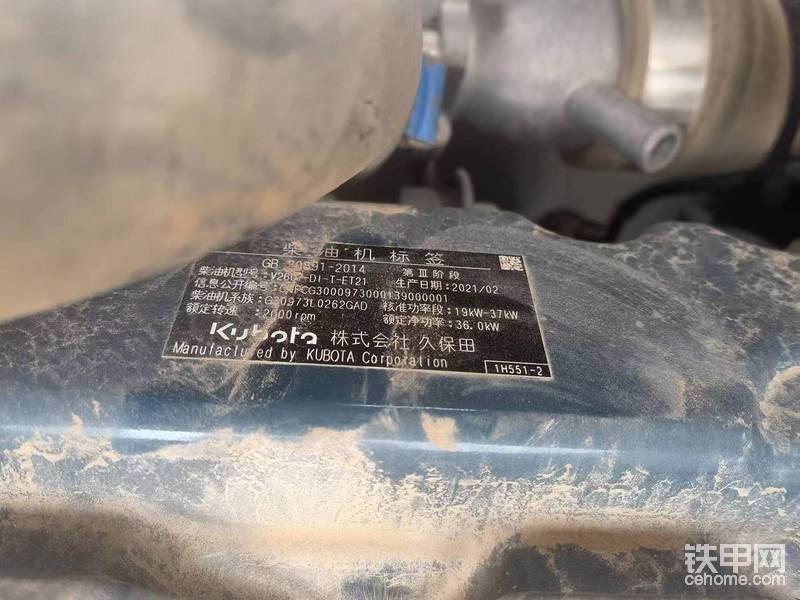 柴油机标签
GB 20891-2014 第Ⅲ阶段
柴油机型号: V2607-DI-T-ET21 生产日期: 2021/02
信息公开编号: 3000973000139000001
柴油机系族: G30973L0262GAD 核准功率段: 19kW-37kW
额定转速: 2000rpm 额定净功率: 36.0kW
Kubota 株式会社 久保田
Manufactured by KUBOTA Corporation
1H551-2
铁甲网
cehome.com